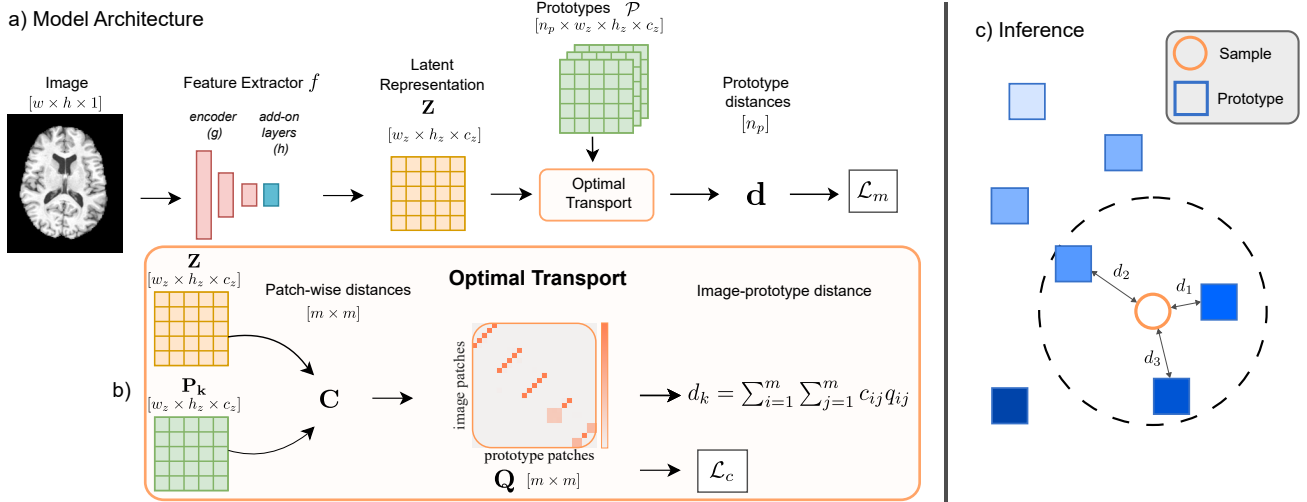 a) Model Architecture
Image
[w × h × 1]
Feature Extractor f
encoder
(g)
add-on
layers
(h)
Latent
Representation
Z
[w_z × h_z × c_z]
Prototypes 𝒫
[n_p × w_z × h_z × c_z]
Optimal
Transport
Prototype
distances
[n_p]
d
ℒ_m
b)
Z
[w_z × h_z × c_z]
P_k
[w_z × h_z × c_z]
Optimal Transport
Patch-wise distances
[m × m]
C
image patches
prototype patches
Q [m × m]
Image-prototype distance
d_k = ∑_{i=1}^{m} ∑_{j=1}^{m} c_{ij} q_{ij}
ℒ_c
c) Inference
Sample
Prototype
d_2
d_1
d_3